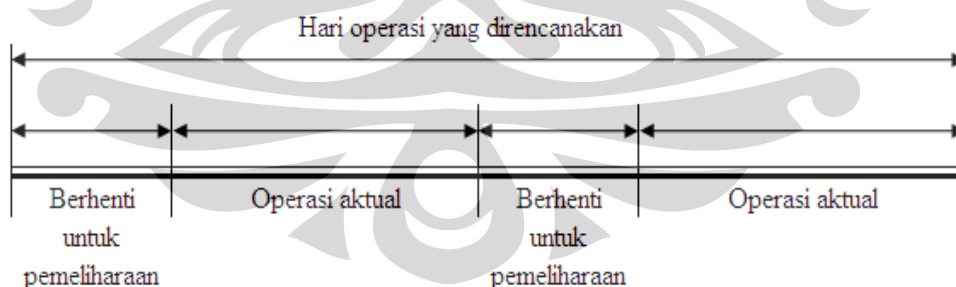 Hari operasi yang direncanakan
Berhenti
untuk
pemeliharaan
Operasi aktual
Berhenti
untuk
pemeliharaan
Operasi aktual